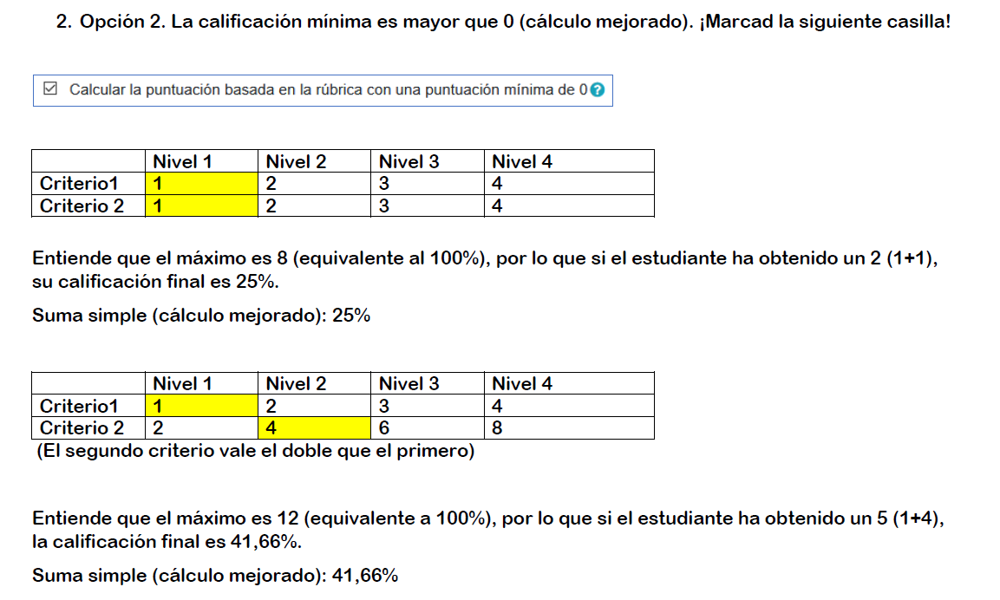 2. Opción 2. La calificación mínima es mayor que 0 (cálculo mejorado). ¡Marcad la siguiente casilla!
Calcular la puntuación basada en la rúbrica con una puntuación mínima de 0 ?
Nivel 1 Nivel 2 Nivel 3 Nivel 4
Criterio1 1 2 3 4
Criterio 2 1 2 3 4
Entiende que el máximo es 8 (equivalente al 100%), por lo que si el estudiante ha obtenido un 2 (1+1),
su calificación final es 25%.
Suma simple (cálculo mejorado): 25%
Nivel 1 Nivel 2 Nivel 3 Nivel 4
Criterio1 1 2 3 4
Criterio 2 2 4 6 8
(El segundo criterio vale el doble que el primero)
Entiende que el máximo es 12 (equivalente a 100%), por lo que si el estudiante ha obtenido un 5 (1+4),
la calificación final es 41,66%.
Suma simple (cálculo mejorado): 41,66%